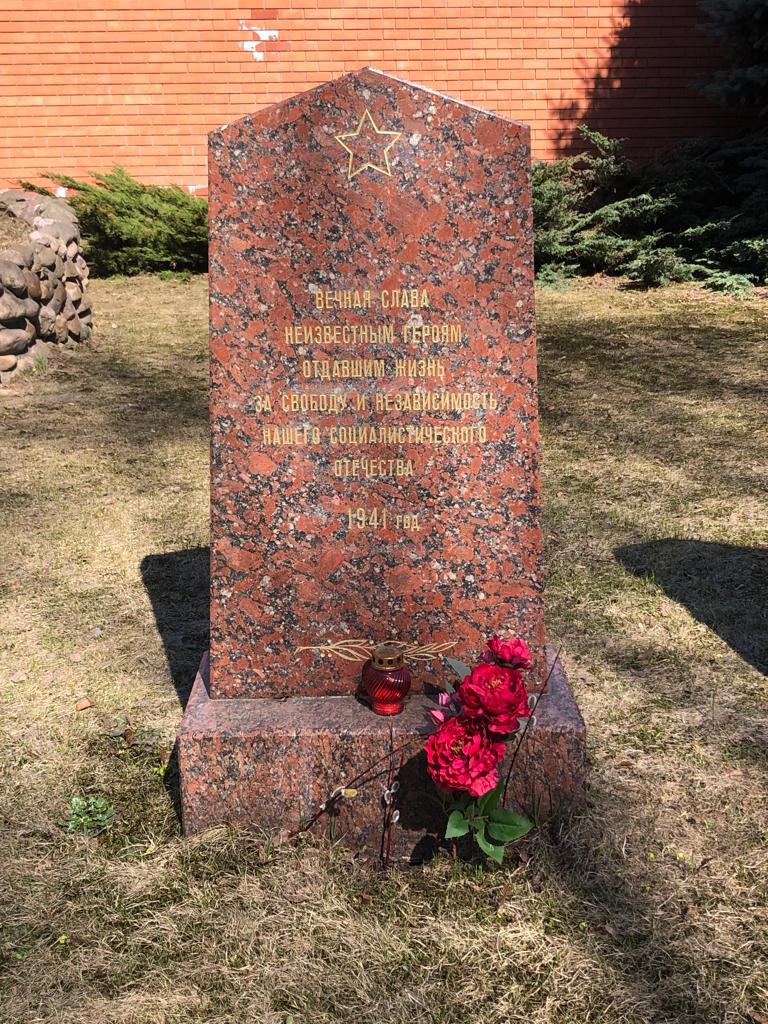 ВЕЧНАЯ СЛАВА
НЕИЗВЕСТНЫМ ГЕРОЯМ
ОТДАВШИМ ЖИЗНЬ
ЗА СВОБОДУ И НЕЗАВИСИМОСТЬ
НАШЕГО СОЦИАЛИСТИЧЕСКОГО
ОТЕЧЕСТВА
1941 год